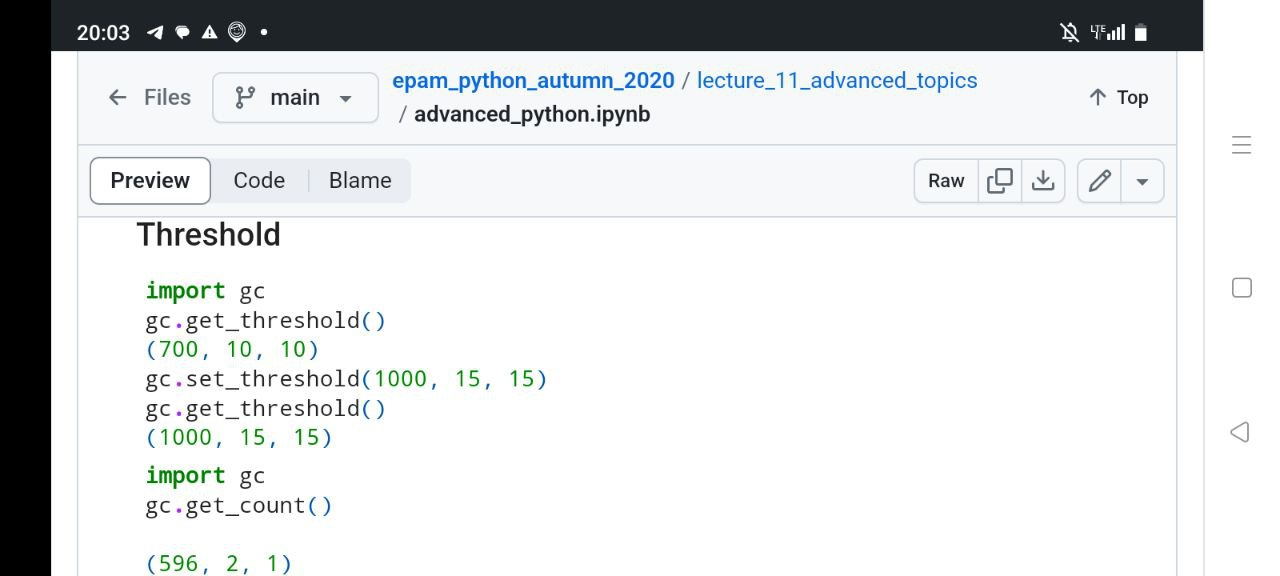 20:03
LTE
Files
main
epam_python_autumn_2020 / lecture_11_advanced_topics
/ advanced_python.ipynb
Top
Preview Code Blame
Raw
Threshold
import gc
gc.get_threshold()
(700, 10, 10)
gc.set_threshold(1000, 15, 15)
gc.get_threshold()
(1000, 15, 15)
import gc
gc.get_count()
(596, 2, 1)